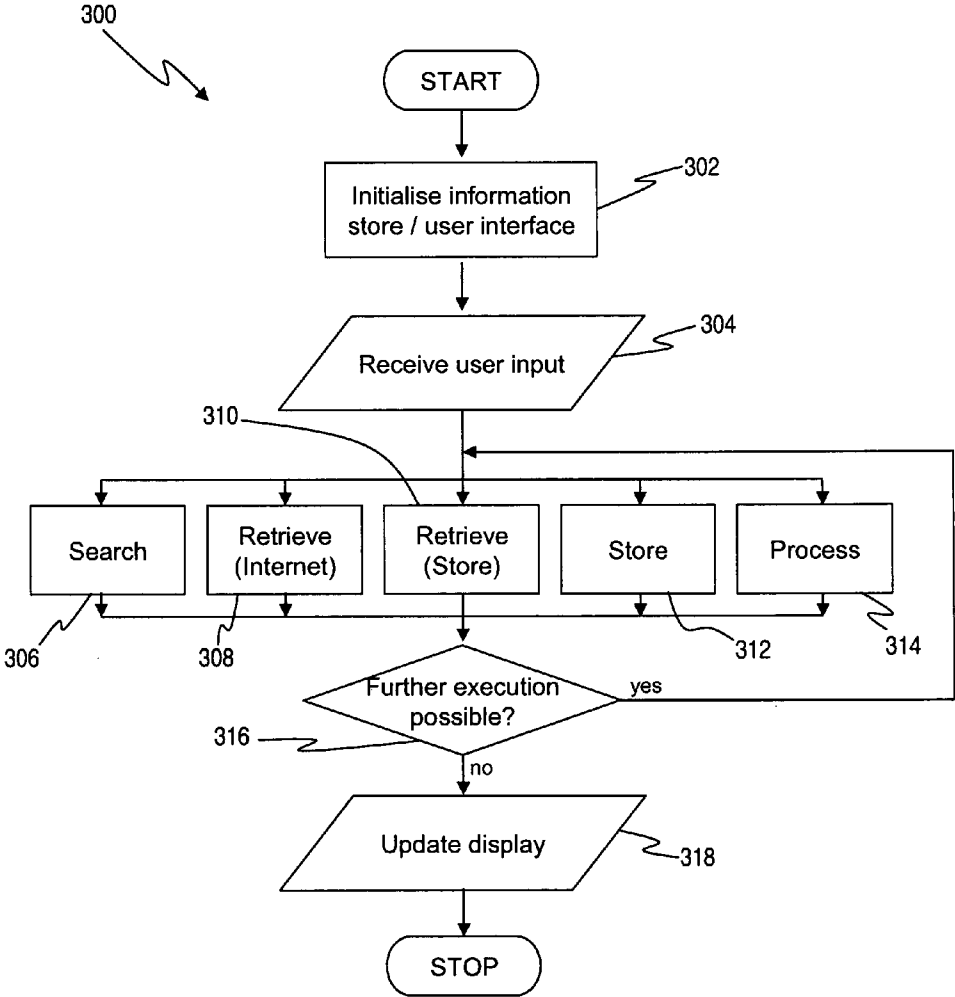 300
START
302
Initialise information
store / user interface
304
Receive user input
310
Search
Retrieve
(Internet)
Retrieve
(Store)
Store
Process
306
308
312
314
Further execution
possible?
yes
316
no
Update display
318
STOP